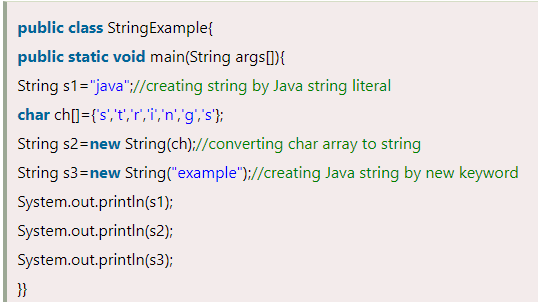 public class StringExample{
public static void main(String args[]){
String s1="java";//creating string by Java string literal
char ch[]={'s','t','r','i','n','g','s'};
String s2=new String(ch);//converting char array to string
String s3=new String("example");//creating Java string by new keyword
System.out.println(s1);
System.out.println(s2);
System.out.println(s3);
}}